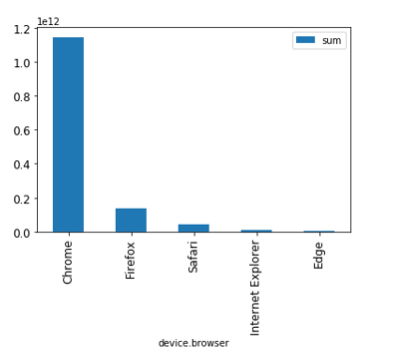 1e12
1.2
1.0
0.8
0.6
0.4
0.2
0.0
sum
Chrome
Firefox
Safari
Internet Explorer
Edge
device.browser